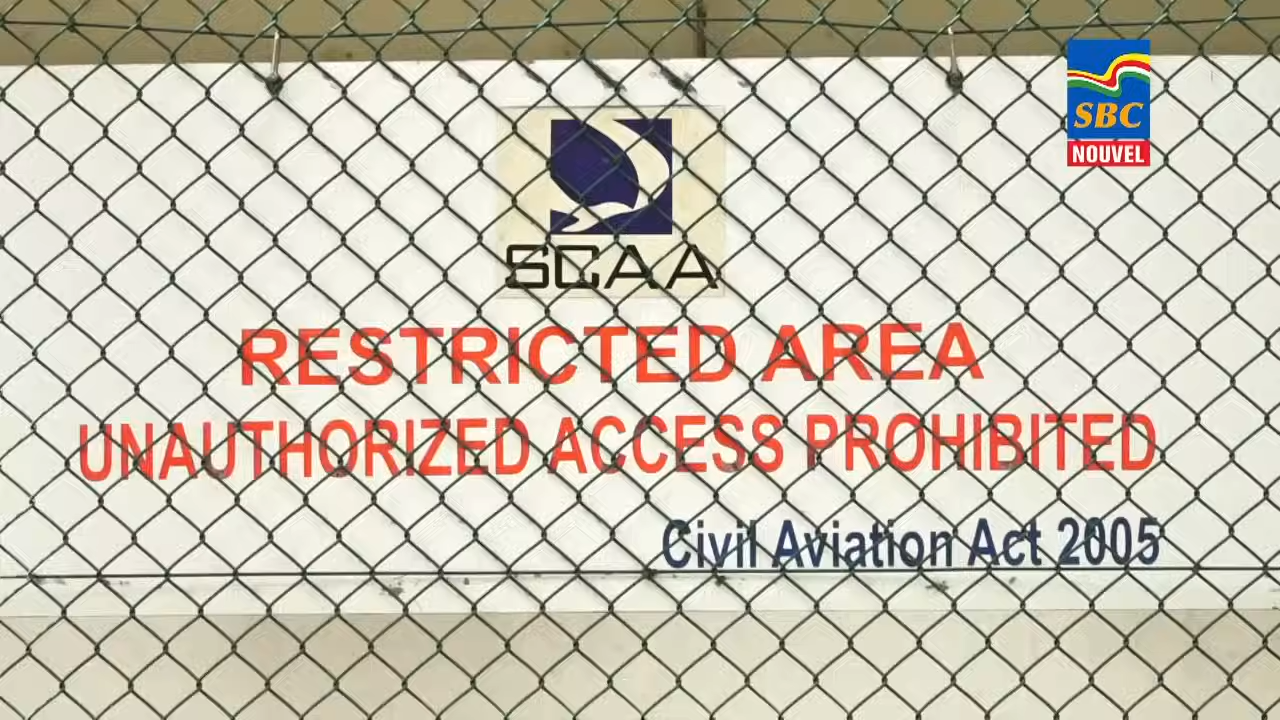 SBC
NOUVEL
SCAA
RESTRICTED AREA
UNAUTHORIZED ACCESS PROHIBITED
Civil Aviation Act 2005